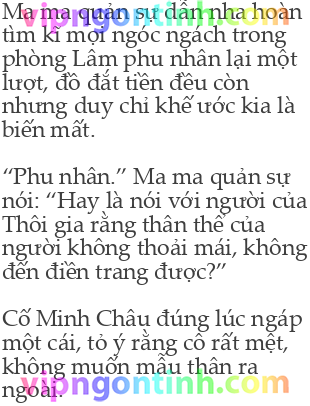 Ma ma quản sự dẫn nha hoàn
tìm kĩ mọi ngóc ngách trong
phòng Lâm phu nhân lại một
lượt, đồ đắt tiền đều còn
nhưng duy chỉ khế ước kia là
biến mất.
“Phu nhân.” Ma ma quản sự
nói: “Hay là nói với người của
Thôi gia rằng thân thể của
người không thoải mái, không
đến điền trang được?”
Cố Minh Châu đúng lúc ngáp
một cái, tỏ ý rằng cô rất mệt,
không muốn mẫu thân ra
ngoài.
vipngontinh.com
vipngontinh.com